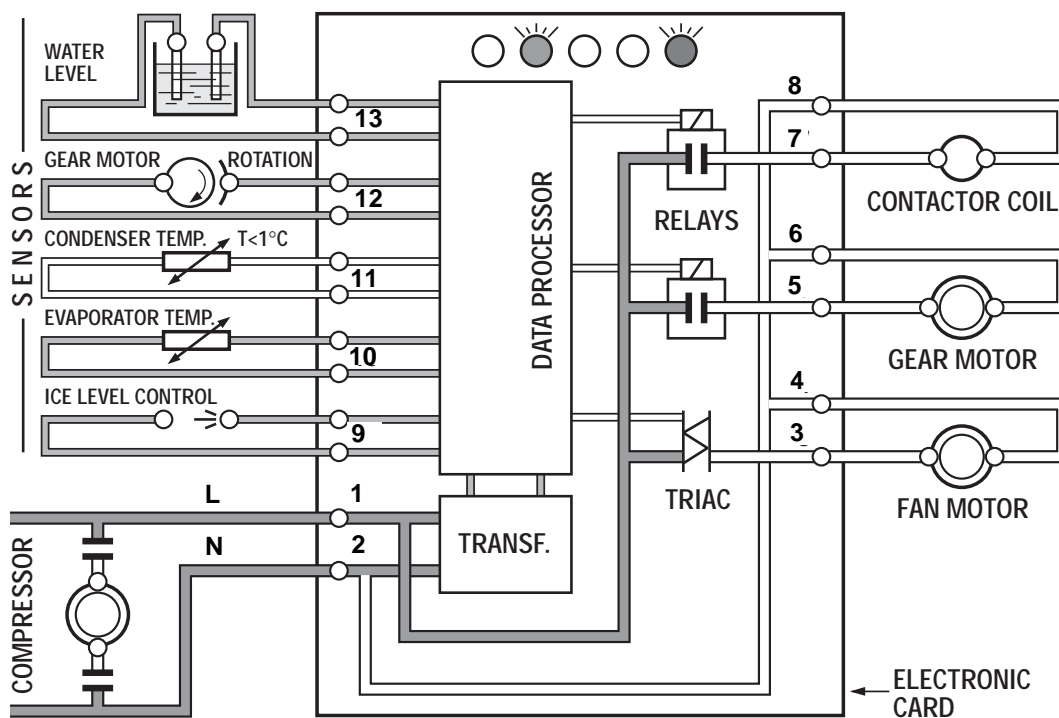 SENSORS
WATER
LEVEL
13
GEAR MOTOR
ROTATION
12
CONDENSER TEMP.
T<1°C
11
EVAPORATOR TEMP.
10
ICE LEVEL CONTROL
9
L
1
N
2
COMPRESSOR
DATA PROCESSOR
TRANSF.
RELAYS
TRIAC
8
7
CONTACTOR COIL
6
5
GEAR MOTOR
4
3
FAN MOTOR
ELECTRONIC
CARD